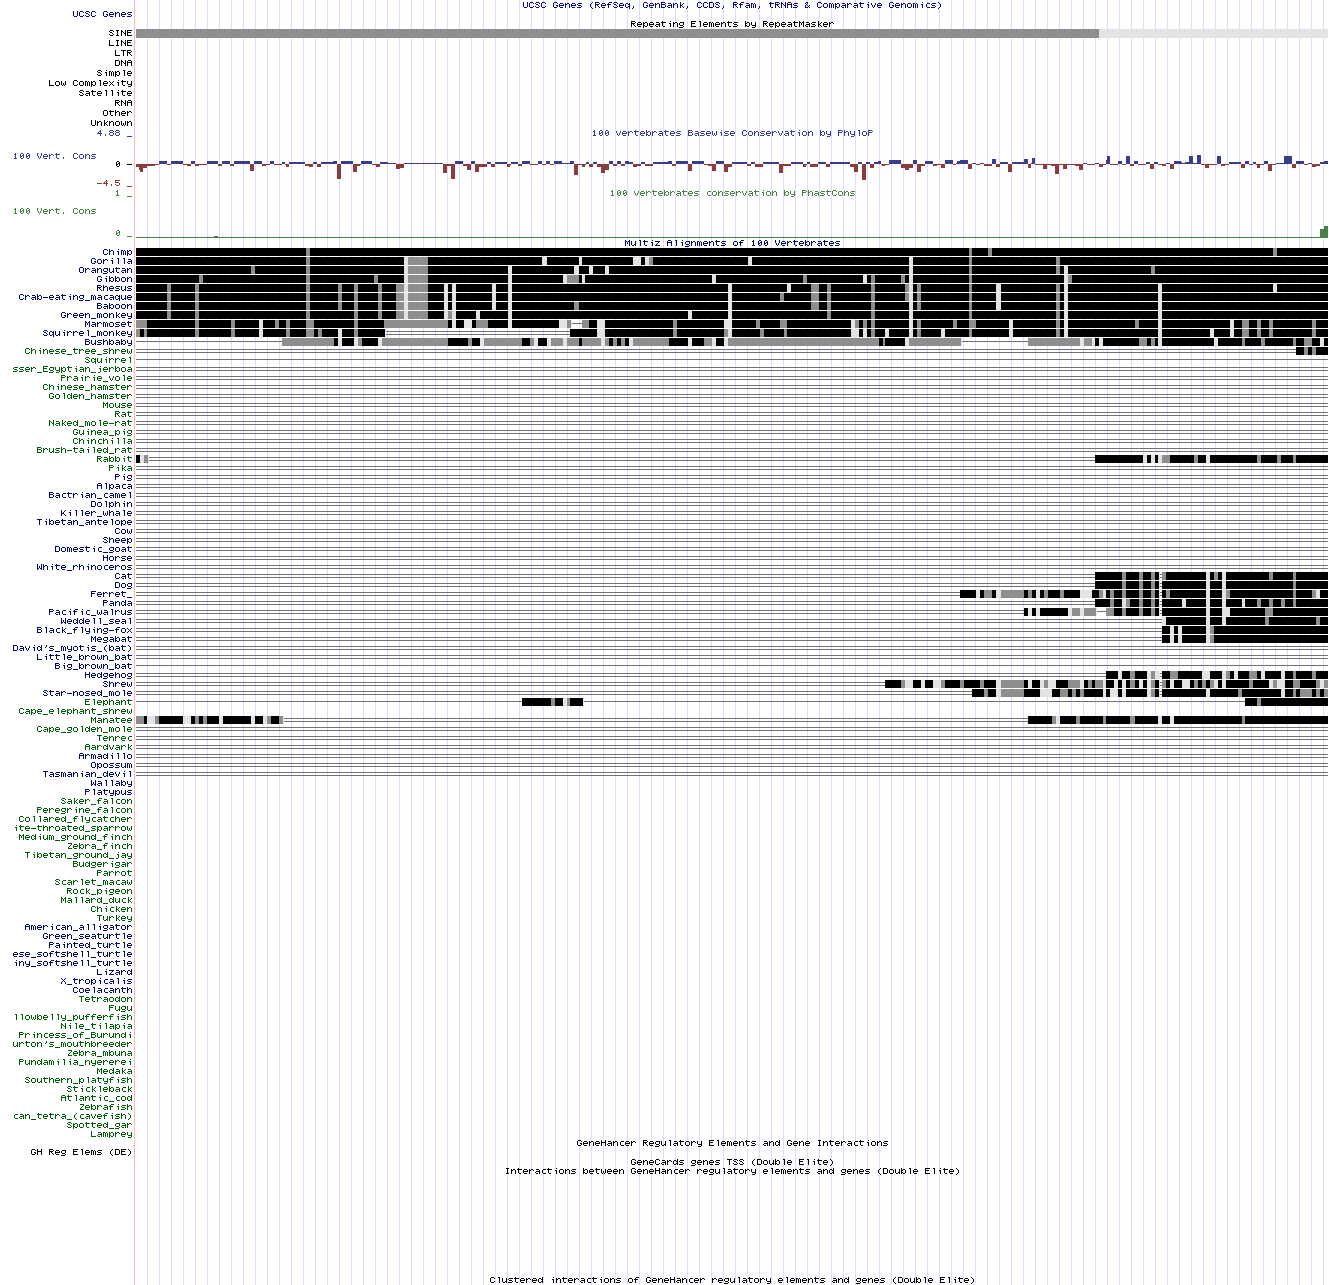 UCSC Genes (RefSeq, GenBank, CCDS, Rfam, tRNAs & Comparative Genomics)
UCSC Genes
Repeating Elements by RepeatMasker
SINE
LINE
LTR
DNA
Simple
Low Complexity
Satellite
RNA
Other
Unknown
4.88 _
100 vertebrates Basewise Conservation by PhyloP
100 Vert. Cons
0 -
-4.5 _
1 _
100 vertebrates conservation by PhastCons
100 Vert. Cons
0 _
Multiz Alignments of 100 Vertebrates
Chimp
Gorilla
Orangutan
Gibbon
Rhesus
Crab-eating_macaque
Baboon
Green_monkey
Marmoset
Squirrel_monkey
Bushbaby
Chinese_tree_shrew
Squirrel
sser_Egyptian_jerboa
Prairie_vole
Chinese_hamster
Golden_hamster
Mouse
Rat
Naked_mole-rat
Guinea_pig
Chinchilla
Brush-tailed_rat
Rabbit
Pika
Pig
Alpaca
Bactrian_camel
Dolphin
Killer_whale
Tibetan_antelope
Cow
Sheep
Domestic_goat
Horse
White_rhinoceros
Cat
Dog
Ferret_
Panda
Pacific_walrus
Weddell_seal
Black_flying-fox
Megabat
David's_myotis_(bat)
Little_brown_bat
Big_brown_bat
Hedgehog
Shrew
Star-nosed_mole
Elephant
Cape_elephant_shrew
Manatee
Cape_golden_mole
Tenrec
Aardvark
Armadillo
Opossum
Tasmanian_devil
Wallaby
Platypus
Saker_falcon
Peregrine_falcon
Collared_flycatcher
ite-throated_sparrow
Medium_ground_finch
Zebra_finch
Tibetan_ground_jay
Budgerigar
Parrot
Scarlet_macaw
Rock_pigeon
Mallard_duck
Chicken
Turkey
American_alligator
Green_seaturtle
Painted_turtle
ese_softshell_turtle
iny_softshell_turtle
Lizard
X_tropicalis
Coelacanth
Tetraodon
Fugu
llowbelly_pufferfish
Nile_tilapia
Princess_of_Burundi
urton's_mouthbreeder
Zebra_mbuna
Pundamilia_nyererei
Medaka
Southern_platyfish
Stickleback
Atlantic_cod
Zebrafish
can_tetra_(cavefish)
Spotted_gar
Lamprey
GeneHancer Regulatory Elements and Gene Interactions
GH Reg Elems (DE)
GeneCards genes TSS (Double Elite)
Interactions between GeneHancer regulatory elements and genes (Double Elite)
Clustered interactions of GeneHancer regulatory elements and genes (Double Elite)